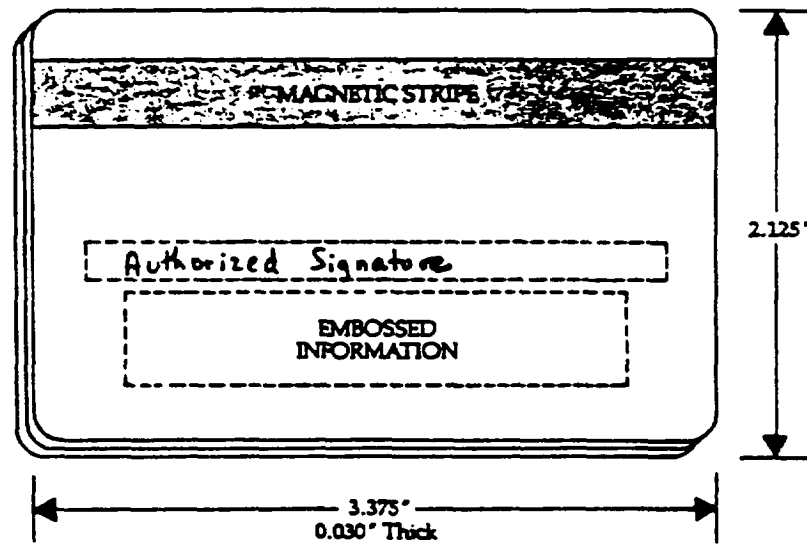 MAGNETIC STRIPE
2.125"
Authorized Signature
EMBOSSED
INFORMATION
3.375"
0.030" Thick